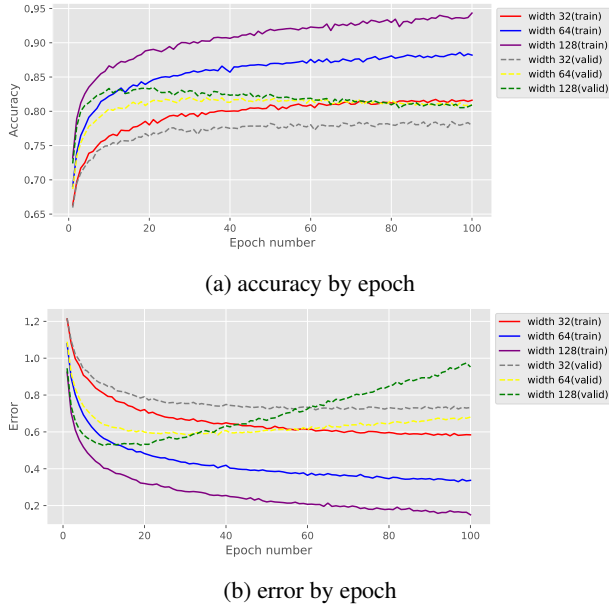 0.95
0.90
0.85
0.80
0.75
0.70
0.65
Accuracy
0
20
40
60
80
100
Epoch number
width 32(train)
width 64(train)
width 128(train)
width 32(valid)
width 64(valid)
width 128(valid)
(a) accuracy by epoch
1.2
1.0
0.8
0.6
0.4
0.2
Error
0
20
40
60
80
100
Epoch number
width 32(train)
width 64(train)
width 128(train)
width 32(valid)
width 64(valid)
width 128(valid)
(b) error by epoch